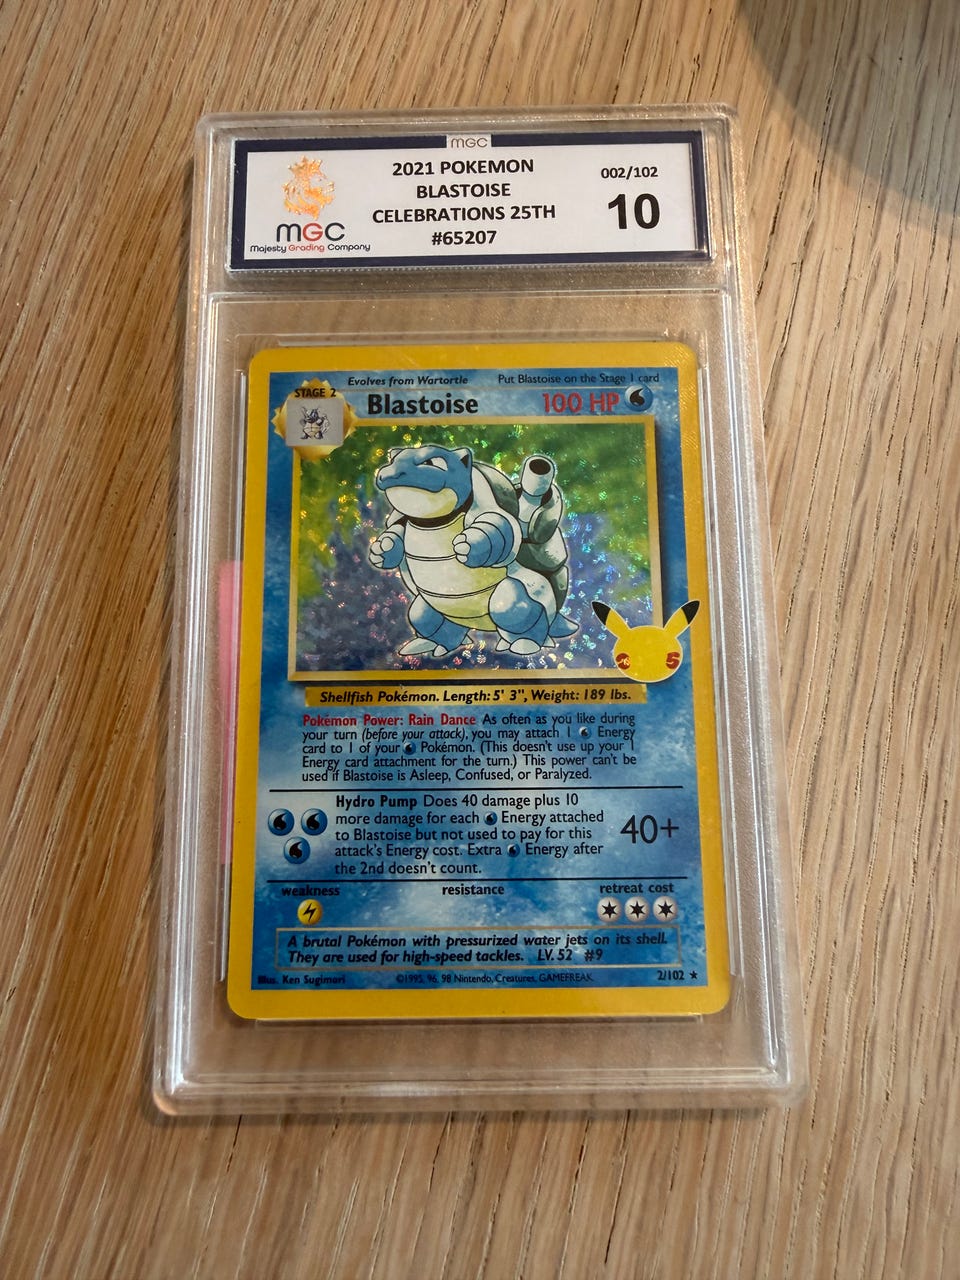 MGC
2021 POKEMON
BLASTOISE
CELEBRATIONS 25TH
#65207
002/102
10
MGC
Majesty Grading Company
Evolves from Wartortle
Put Blastoise on the Stage 1 card
STAGE 2
Blastoise
100 HP
5
Shellfish Pokémon. Length: 5' 3", Weight: 189 lbs.
Pokémon Power: Rain Dance As often as you like during
your turn (before your attack), you may attach 1 Energy
card to 1 of your Pokémon. (This doesn't use up your 1
Energy card attachment for the turn.) This power can't be
used if Blastoise is Asleep, Confused, or Paralyzed.
Hydro Pump Does 40 damage plus 10
more damage for each Energy attached
to Blastoise but not used to pay for this
attack's Energy cost. Extra Energy after
the 2nd doesn't count.
40+
weakness
resistance
retreat cost
A brutal Pokémon with pressurized water jets on its shell.
They are used for high-speed tackles. LV. 52 #9
Illus. Ken Sugimori
©1995, 96, 98 Nintendo, Creatures, GAMEFREAK.
2/102 ★